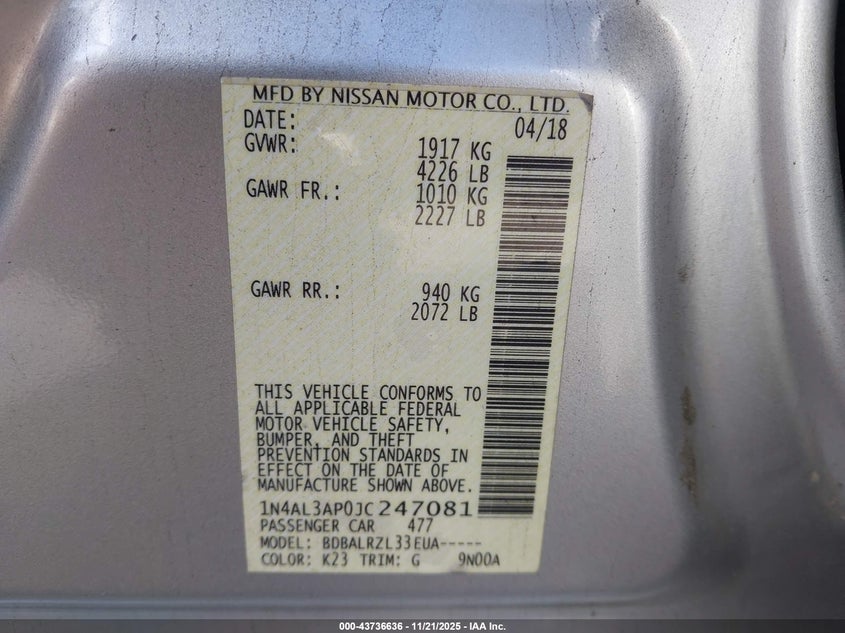 MFD BY NISSAN MOTOR CO., LTD.
DATE: 04/18
GVWR: 1917 KG
4226 LB
GAWR FR.: 1010 KG
2227 LB
GAWR RR.: 940 KG
2072 LB
THIS VEHICLE CONFORMS TO
ALL APPLICABLE FEDERAL
MOTOR VEHICLE SAFETY,
BUMPER, AND THEFT
PREVENTION STANDARDS IN
EFFECT ON THE DATE OF
MANUFACTURE SHOWN ABOVE.
1N4AL3AP0JC247081
PASSENGER CAR 477
MODEL: BDBALRZL33EUA-----
COLOR: K23 TRIM: G 9N00A
000-43736636 - 11/21/2025 - IAA Inc.